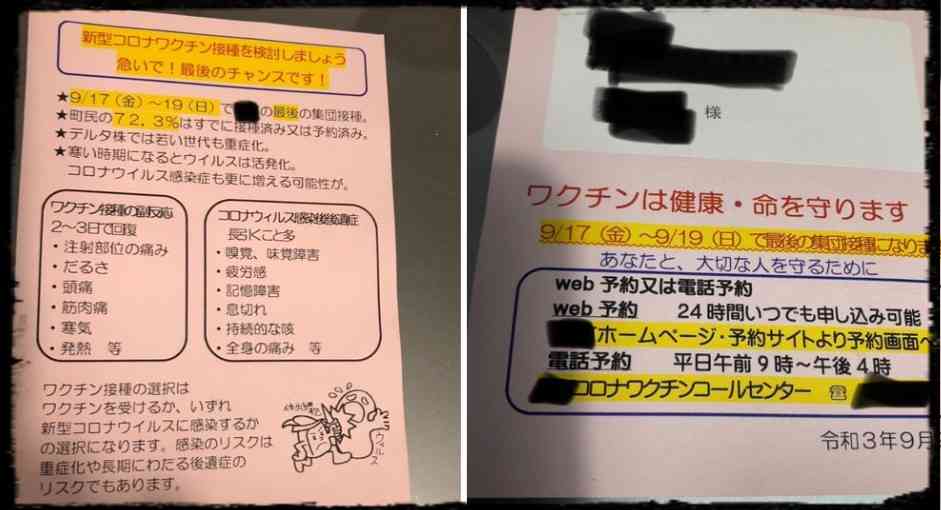 新型コロナワクチン接種を検討しましょう
急いで！最後のチャンスです！
★9/17（金）～19（日）で の最後の集団接種。
★町民の72．3％はすでに接種済み又は予約済み。
★デルタ株では若い世代も重症化。
★寒い時期になるとウイルスは活発化。
コロナウイルス感染症も更に増える可能性が。
ワクチン接種の副反応
2～3日で回復
・注射部位の痛み
・だるさ
・頭痛
・筋肉痛
・寒気
・発熱 等
コロナウィルス感染後後遺症
長引くこと多
・嗅覚、味覚障害
・疲労感
・記憶障害
・息切れ
・持続的な咳
・全身の痛み 等
ワクチン接種の選択は
ワクチンを受けるか、いずれ
新型コロナウイルスに感染するか
の選択になります。感染のリスクは
重症化や長期にわたる後遺症の
リスクでもあります。
ウィルス
様
ワクチンは健康・命を守ります
9/17（金）～9/19（日）で最後の集団接種になりま
あなたと、大切な人を守るために
web予約又は電話予約
web予約 24時間いつでも申し込み可能
ホームページ・予約サイトより予約画面へ
電話予約 平日午前9時～午後4時
コロナワクチンコールセンター ☎
令和3年9月